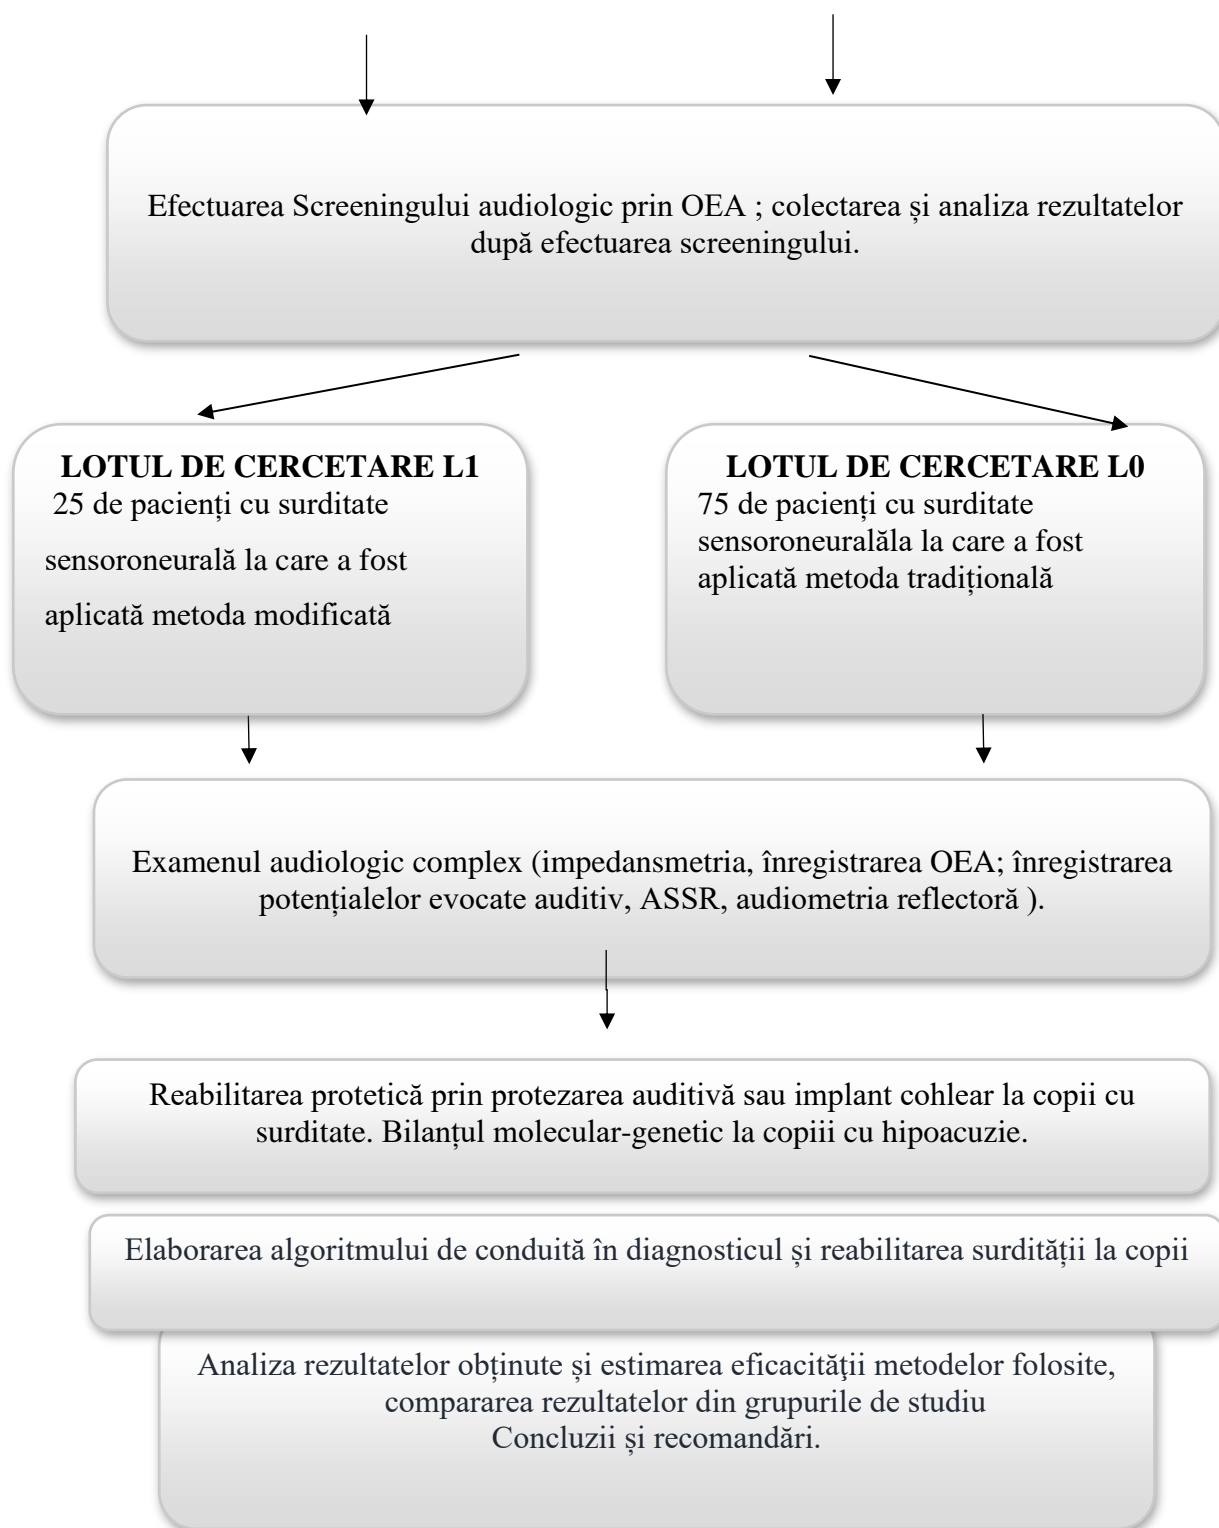 Efectuarea Screeningului audiologic prin OEA ; colectarea și analiza rezultatelor
după efectuarea screeningului.
LOTUL DE CERCETARE L1
25 de pacienți cu surditate
sensoroneurală la care a fost
aplicată metoda modificată
LOTUL DE CERCETARE L0
75 de pacienți cu surditate
sensoroneuralăla la care a fost
aplicată metoda tradițională
Examenul audiologic complex (impedansmetria, înregistrarea OEA; înregistrarea
potențialelor evocate auditiv, ASSR, audiometria reflectoră ).
Reabilitarea protetică prin protezarea auditivă sau implant cohlear la copii cu
surditate. Bilanțul molecular-genetic la copiii cu hipoacuzie.
Elaborarea algoritmului de conduită în diagnosticul și reabilitarea surdității la copii
Analiza rezultatelor obținute și estimarea eficacităţii metodelor folosite,
compararea rezultatelor din grupurile de studiu
Concluzii și recomandări.